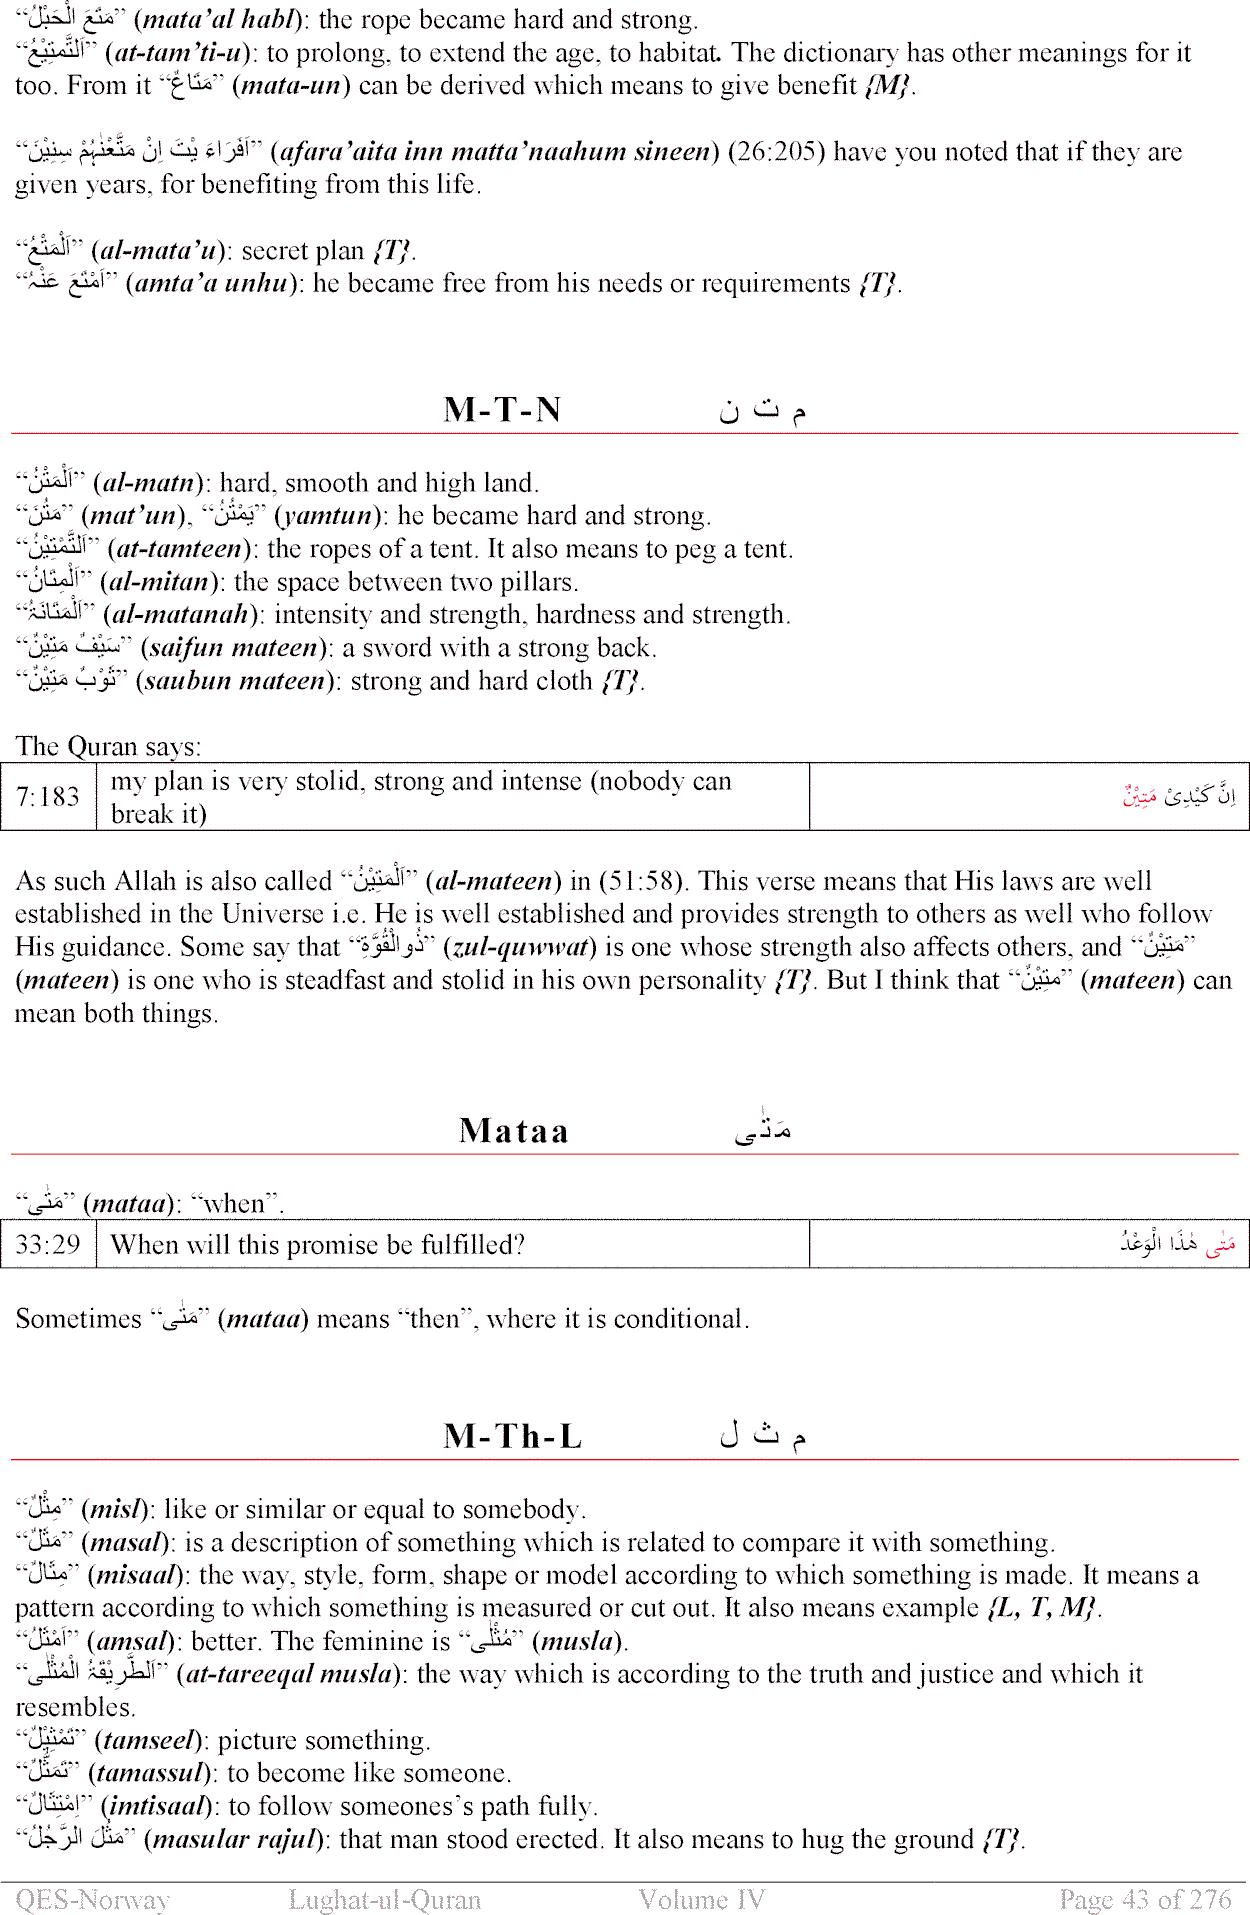 “مَتَعَ الْحَبْلُ” (mata’al habl): the rope became hard and strong.
“اَلتَّمْتِيْعُ” (at-tam’ti-u): to prolong, to extend the age, to habitat. The dictionary has other meanings for it
too. From it “مَتَاعٌ” (mata-un) can be derived which means to give benefit {M}.
“اَفَرَاءَ يْتَ اِنْ مَتَّعْنٰہُمْ سِنِيْنَ” (afara’aita inn matta’naahum sineen) (26:205) have you noted that if they are
given years, for benefiting from this life.
“اَلْمَتْعُ” (al-mata’u): secret plan {T}.
“اَمْتَعَ عَنْہُ” (amta’a unhu): he became free from his needs or requirements {T}.
M-T-N م ت ن
“اَلْمَتْنُ” (al-matn): hard, smooth and high land.
“مَتُنَ” (mat’un), “يَمْتُنُ” (yamtun): he became hard and strong.
“اَلتَّمْتِيْنُ” (at-tamteen): the ropes of a tent. It also means to peg a tent.
“اَلْمِتَانُ” (al-mitan): the space between two pillars.
“اَلْمَتَانَۃُ” (al-matanah): intensity and strength, hardness and strength.
“سَيْفٌ مَتِيْنٌ” (saifun mateen): a sword with a strong back.
“ثَوْبٌ مَتِيْنٌ” (saubun mateen): strong and hard cloth {T}.
The Quran says:
7:183 my plan is very stolid, strong and intense (nobody can اِنَّ كَيْدِىْ مَتِيْنٌ
break it)
As such Allah is also called “اَلْمَتِيْنُ” (al-mateen) in (51:58). This verse means that His laws are well
established in the Universe i.e. He is well established and provides strength to others as well who follow
His guidance. Some say that “ذُوالْقُوَّةِ” (zul-quwwat) is one whose strength also affects others, and “مَتِيْنٌ”
(mateen) is one who is steadfast and stolid in his own personality {T}. But I think that “متِيْنٌ” (mateen) can
mean both things.
Mataa مَتٰى
“مَتٰى” (mataa): “when”.
33:29 When will this promise be fulfilled? مَتٰى هٰذَا الْوَعْدُ
Sometimes “مَتٰى” (mataa) means “then”, where it is conditional.
M-Th-L م ث ل
“مِثْلٌ” (misl): like or similar or equal to somebody.
“مَثَلٌ” (masal): is a description of something which is related to compare it with something.
“مِثَالٌ” (misaal): the way, style, form, shape or model according to which something is made. It means a
pattern according to which something is measured or cut out. It also means example {L, T, M}.
“اَمْثَلُ” (amsal): better. The feminine is “مُثْلٰى” (musla).
“اَلطَّرِيْقَۃُ الْمُثْلٰى” (at-tareeqal musla): the way which is according to the truth and justice and which it
resembles.
“تَمْثِيْلٌ” (tamseel): picture something.
“تَمَثُّلٌ” (tamassul): to become like someone.
“اِمْتِثَالٌ” (imtisaal): to follow someones’s path fully.
“مَثُلَ الرَّجُلُ” (masular rajul): that man stood erected. It also means to hug the ground {T}.
QES-Norway Lughat-ul-Quran Volume IV Page 43 of 276